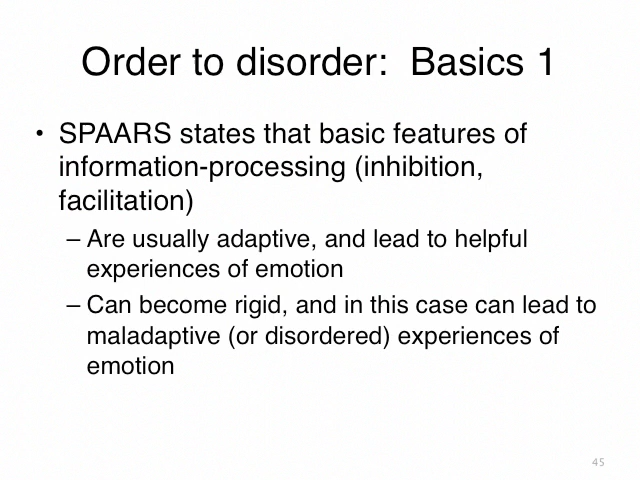 Order to disorder:  Basics 1
• SPAARS states that basic features of
information-processing (inhibition,
facilitation)
– Are usually adaptive, and lead to helpful
experiences of emotion
– Can become rigid, and in this case can lead to
maladaptive (or disordered) experiences of
emotion
45